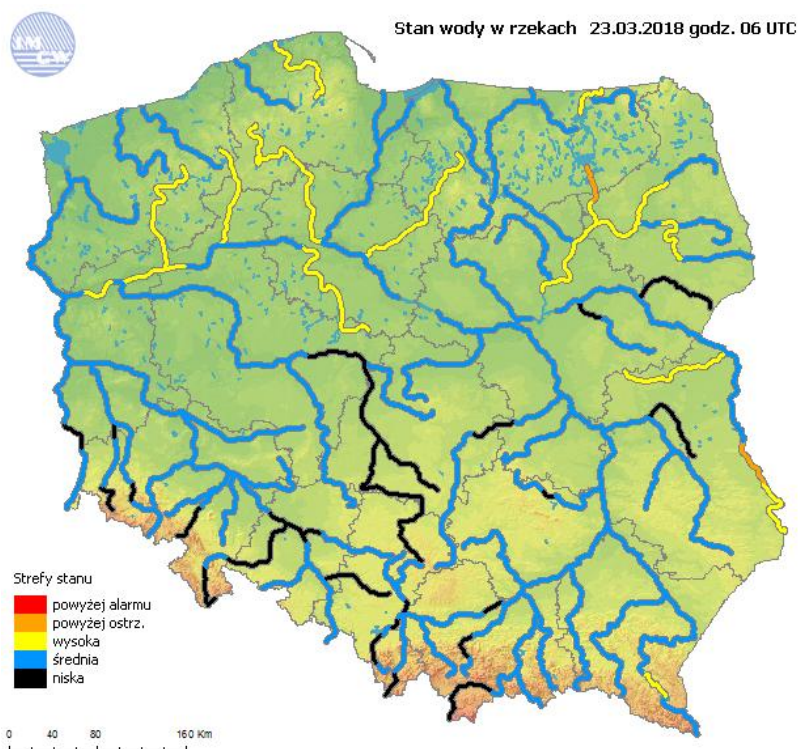 IMGW
Stan wody w rzekach 23.03.2018 godz. 06 UTC
Strefy stanu
powyżej alarmu
powyżej ostrz.
wysoka
średnia
niska
0 40 80 160 Km